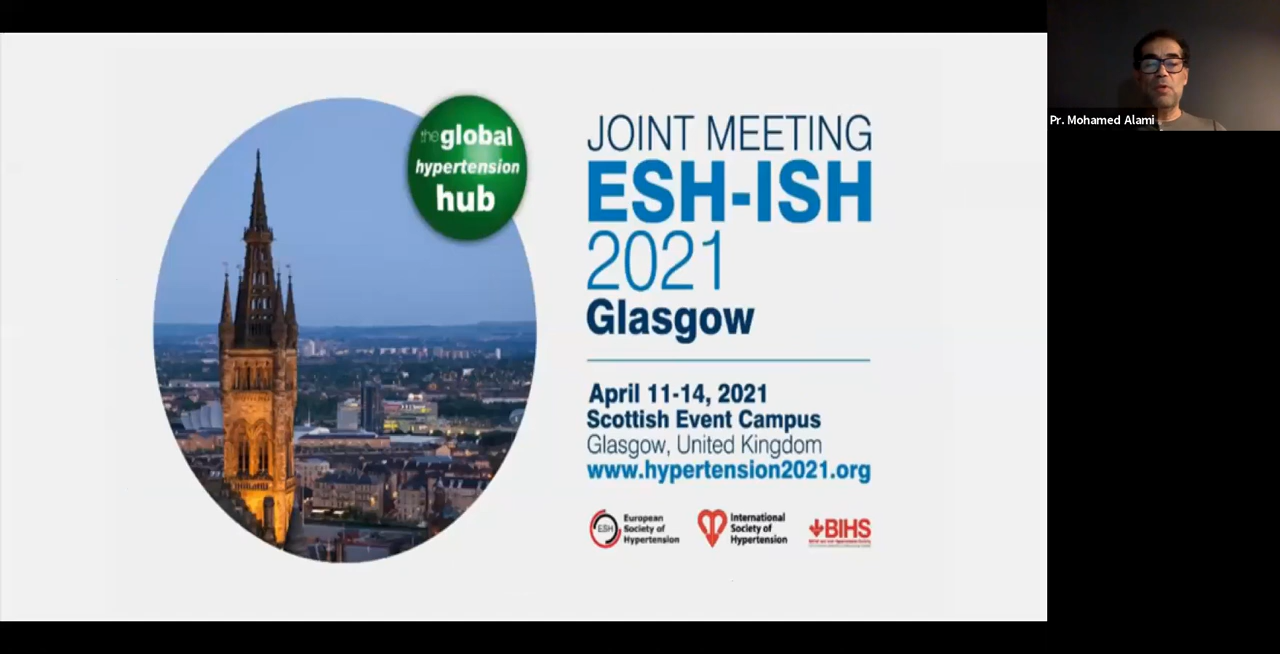 the global
hypertension
hub
JOINT MEETING
ESH-ISH
2021
Glasgow
April 11-14, 2021
Scottish Event Campus
Glasgow, United Kingdom
www.hypertension2021.org
ESH
European
Society of
Hypertension
International
Society of
Hypertension
BIHS
Pr. Mohamed Alami